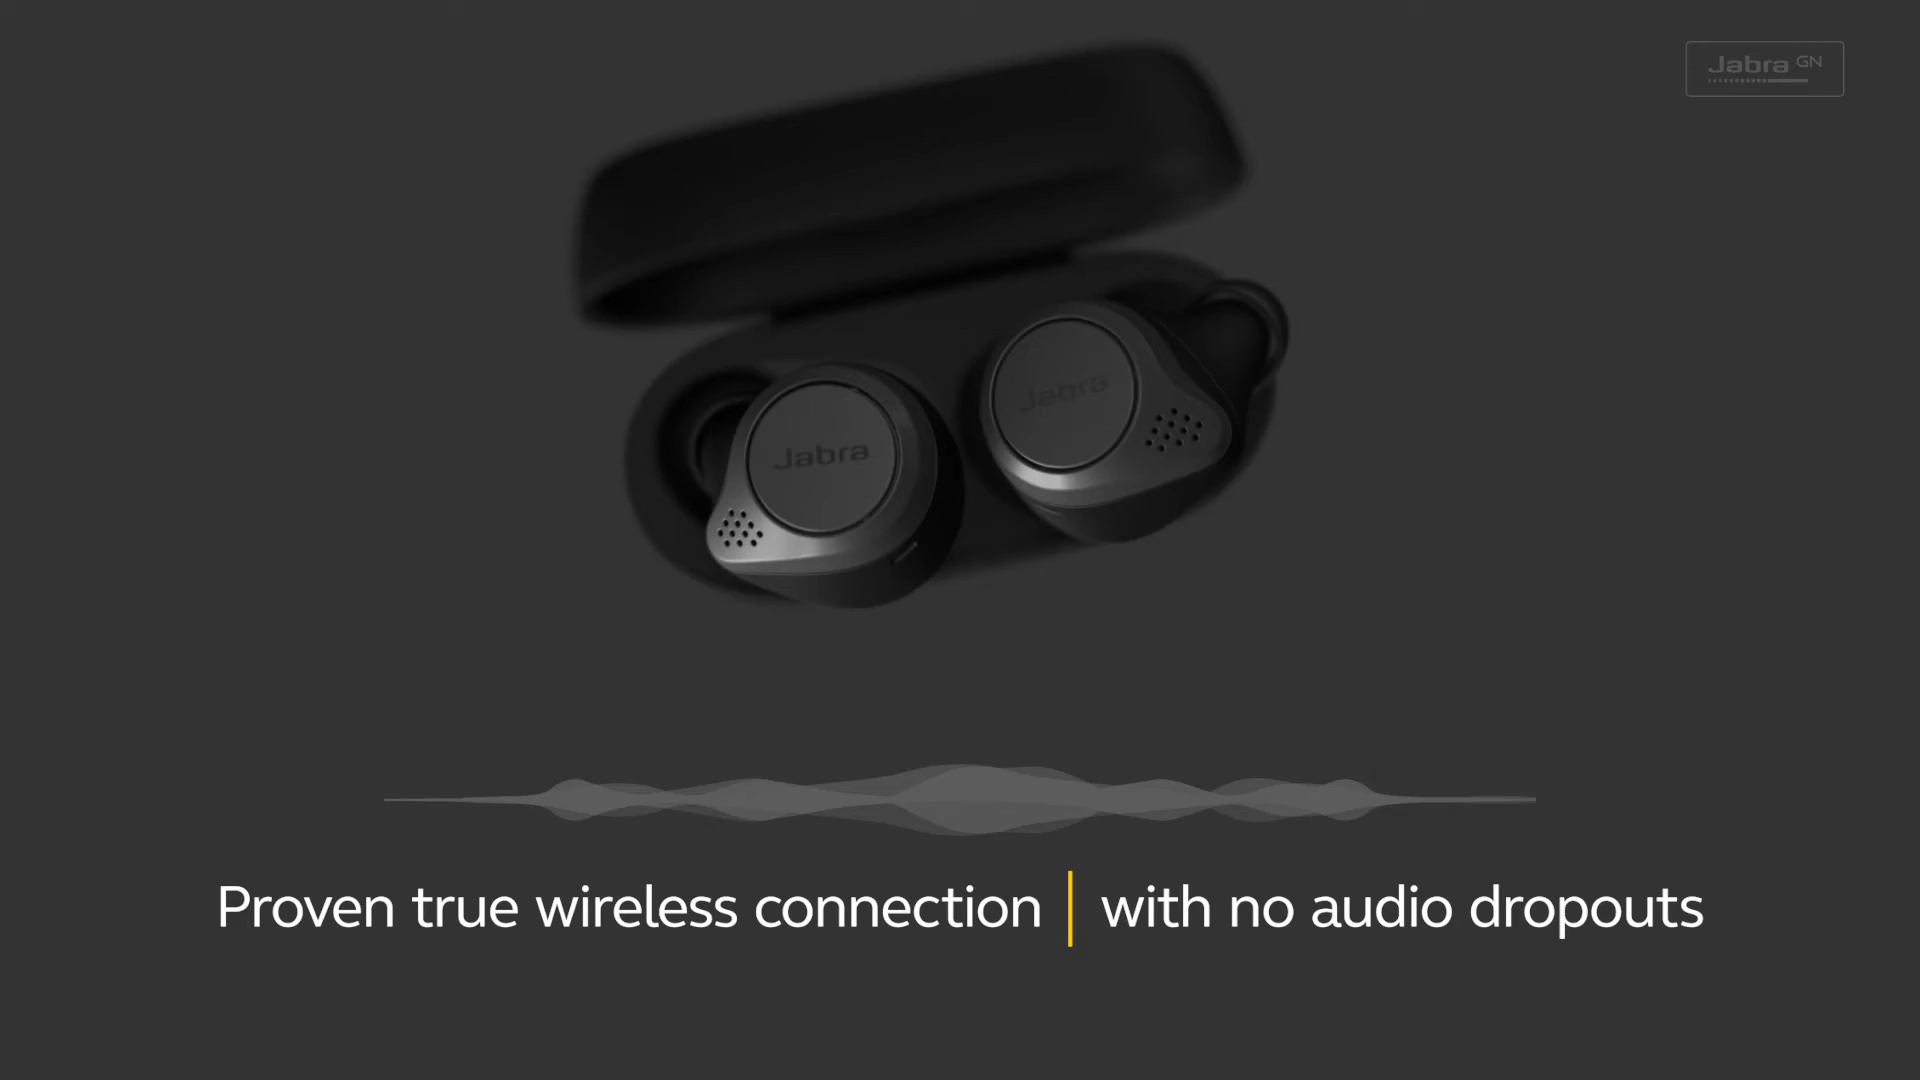 Jabra GN
Jabra
Jabra
Proven true wireless connection | with no audio dropouts